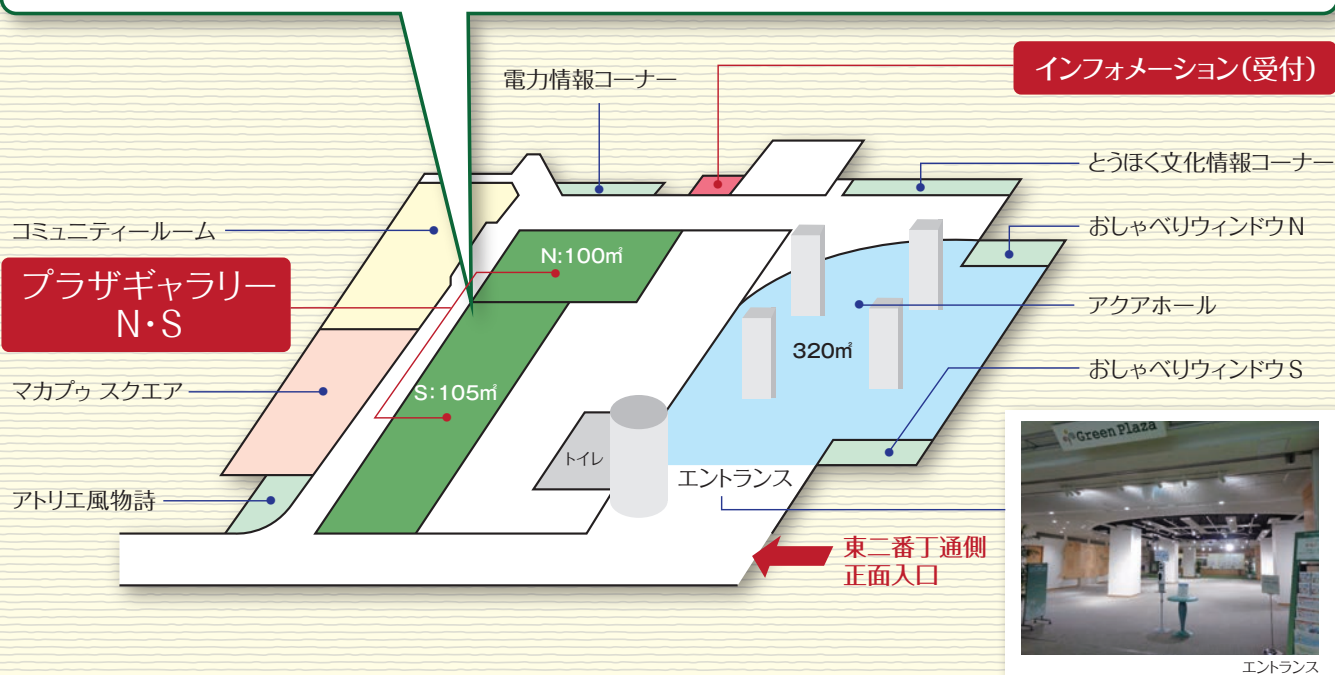 電力情報コーナー
インフォメーション(受付)
とうほく文化情報コーナー
コミュニティールーム
おしゃべりウィンドウN
N:100㎡
プラザギャラリー
N・S
アクアホール
320㎡
マカプゥ スクエア
S:105㎡
おしゃべりウィンドウS
Green Plaza
トイレ
エントランス
アトリエ風物詩
東二番丁通側
正面入口
エントランス